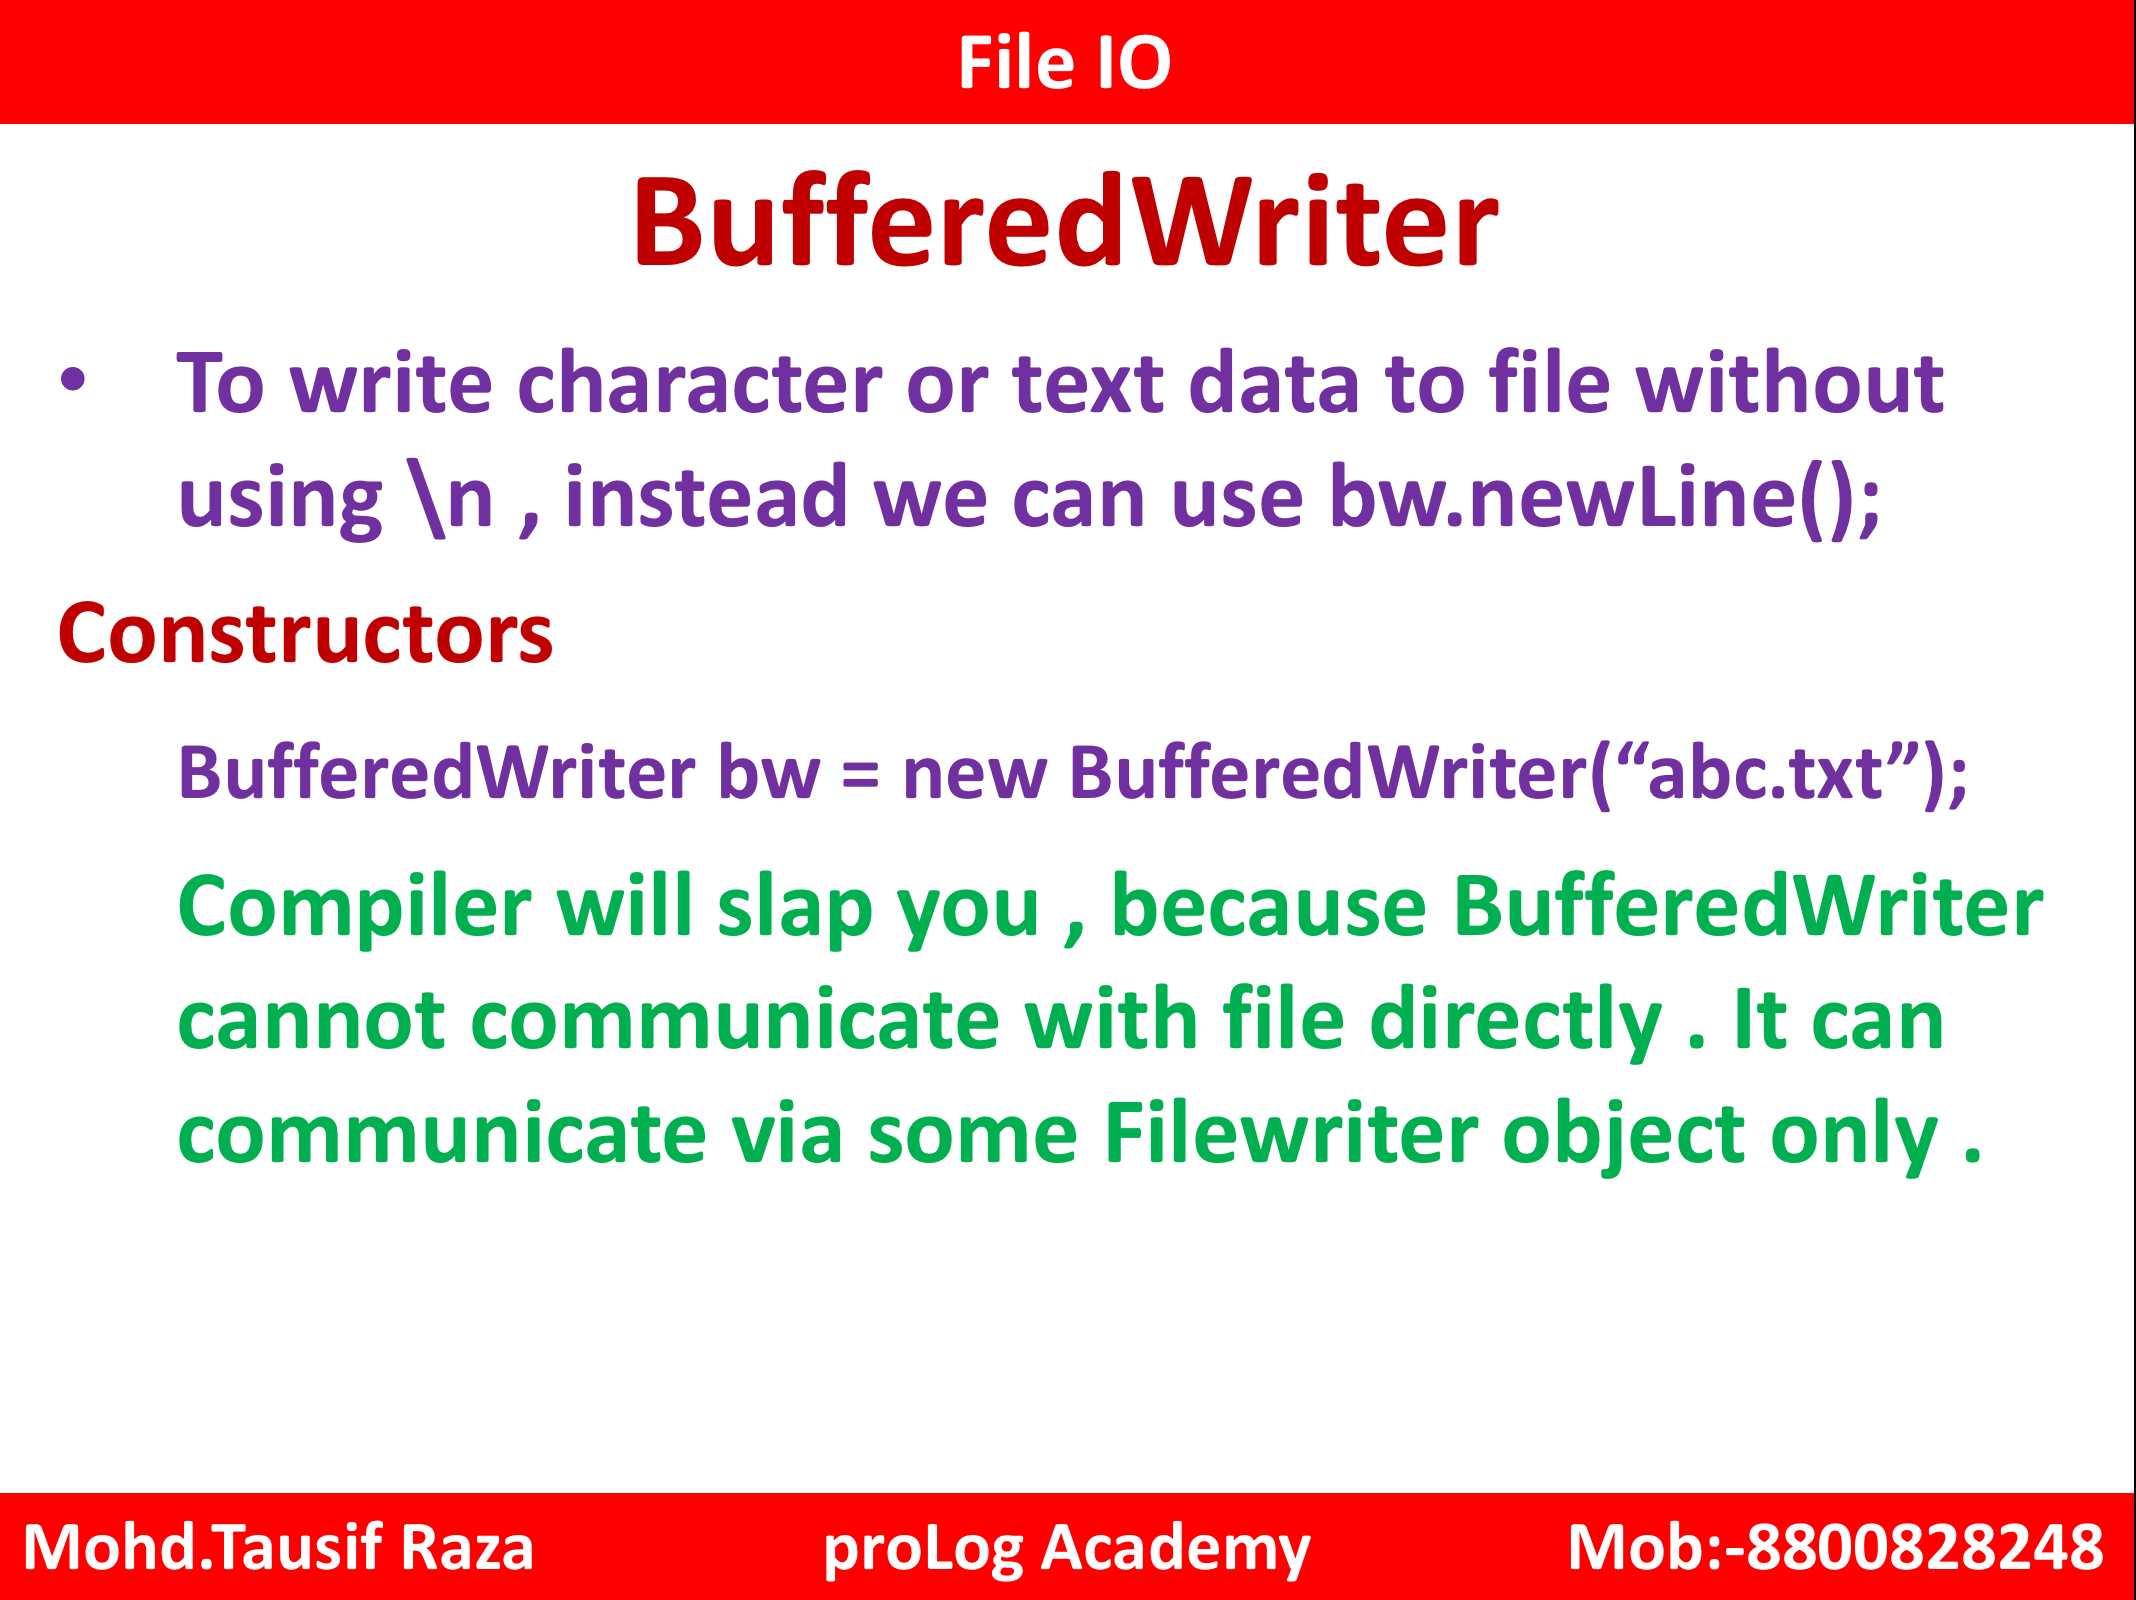 File IO
BufferedWriter
• To write character or text data to file without
using \n , instead we can use bw.newLine();
Constructors
BufferedWriter bw = new BufferedWriter(“abc.txt”);
Compiler will slap you , because BufferedWriter
cannot communicate with file directly . It can
communicate via some Filewriter object only .
Mohd.Tausif Raza proLog Academy Mob:-8800828248